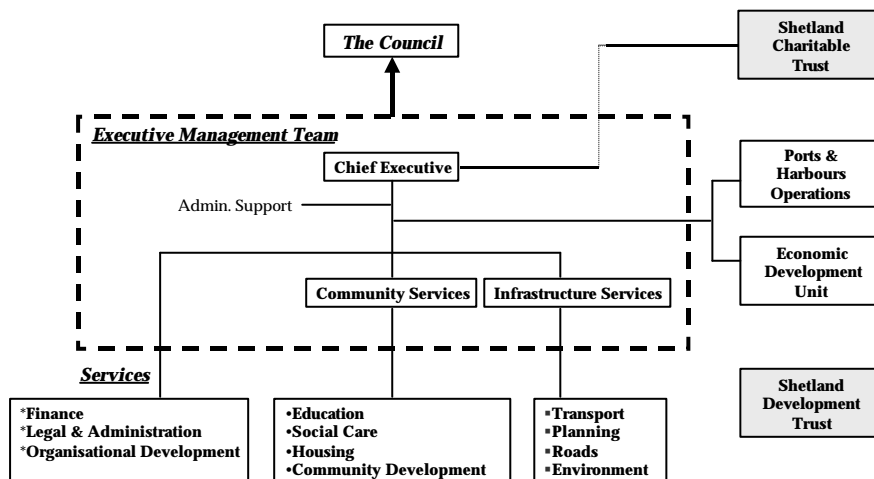 The Council
Shetland
Charitable
Trust
Executive Management Team
Chief Executive
Ports &
Harbours
Operations
Admin. Support
Economic
Development
Unit
Community Services
Infrastructure Services
Services
*Finance
*Legal & Administration
*Organisational Development
•Education
•Social Care
•Housing
•Community Development
▪Transport
▪Planning
▪Roads
▪Environment
Shetland
Development
Trust